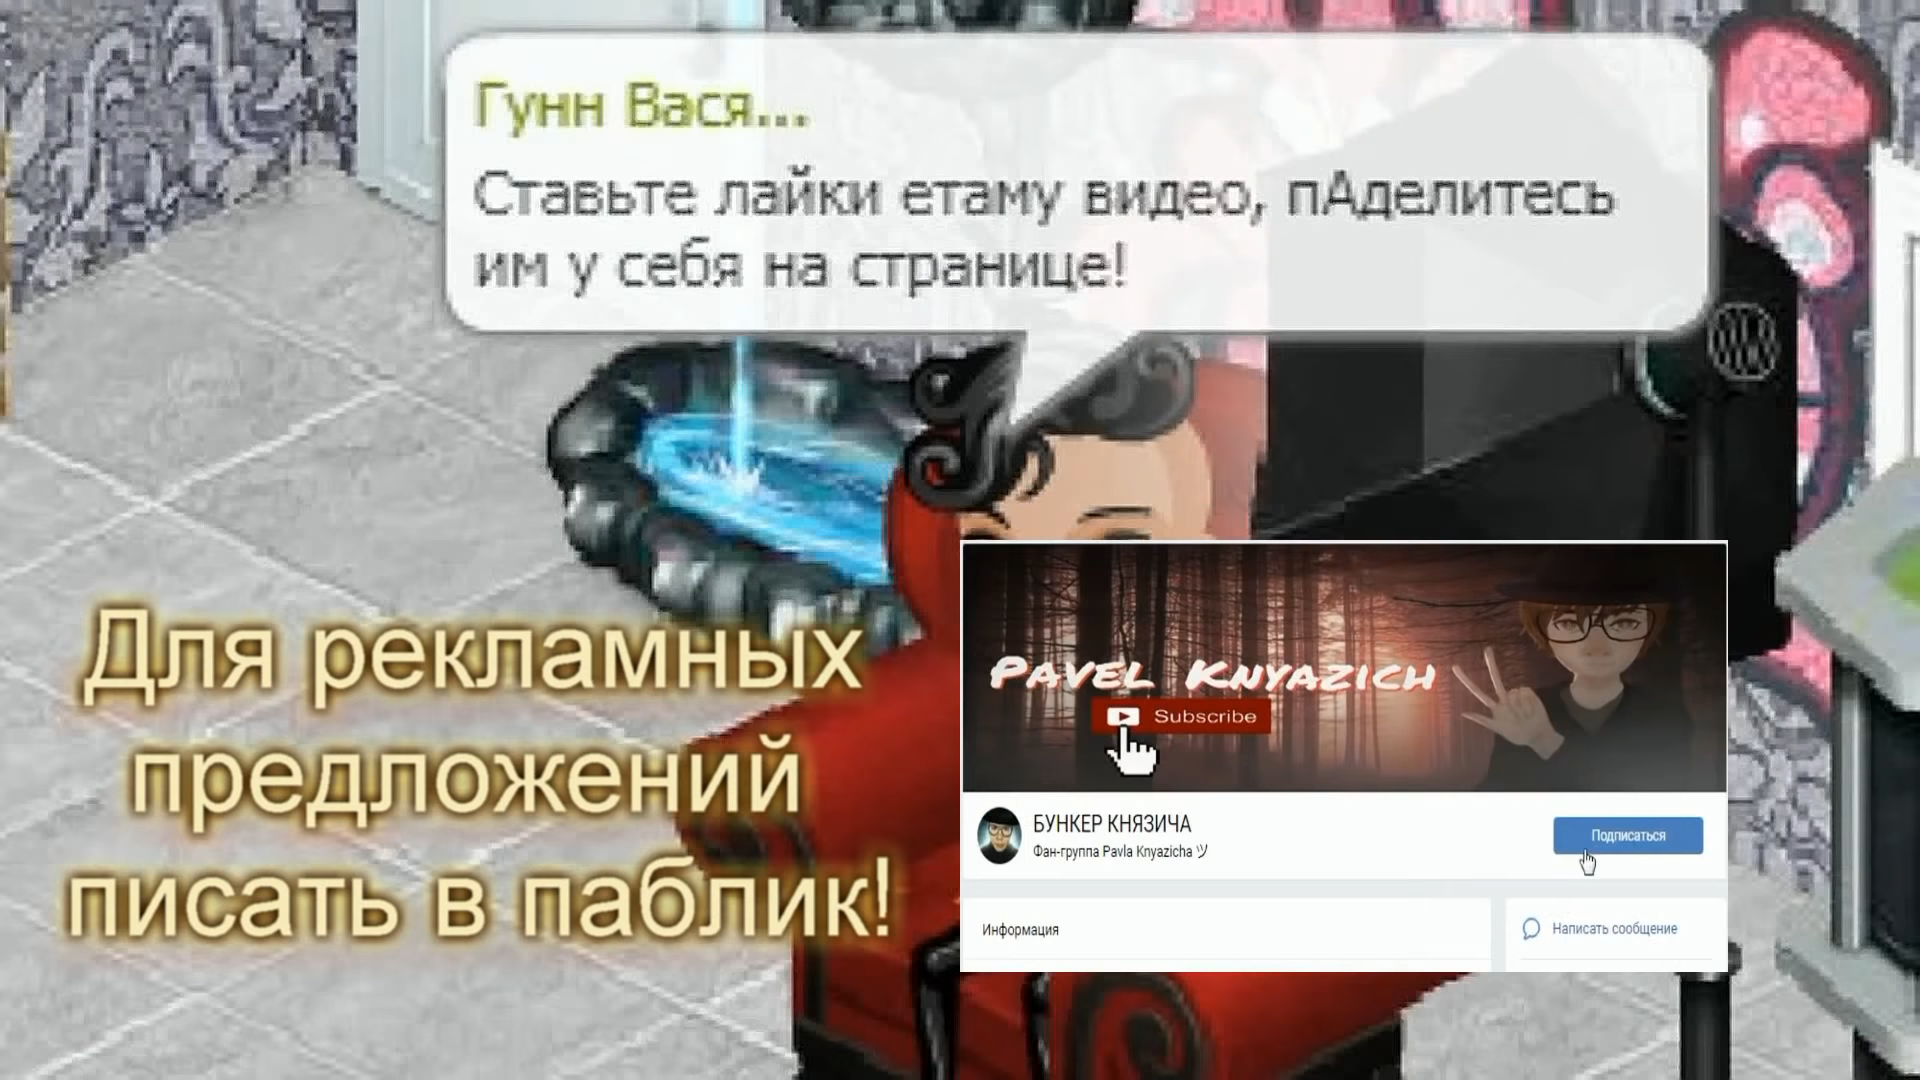 Гунн Вася...
Ставьте лайки етаму видео, пАделитесь
им у себя на странице!
Для рекламных
предложений
писать в паблик!
PAVEL KNYAZICH
Subscribe
БУНКЕР КНЯЗИЧА
Фан-группа Pavla Knyazicha ツ
Подписаться
Информация
Написать сообщение